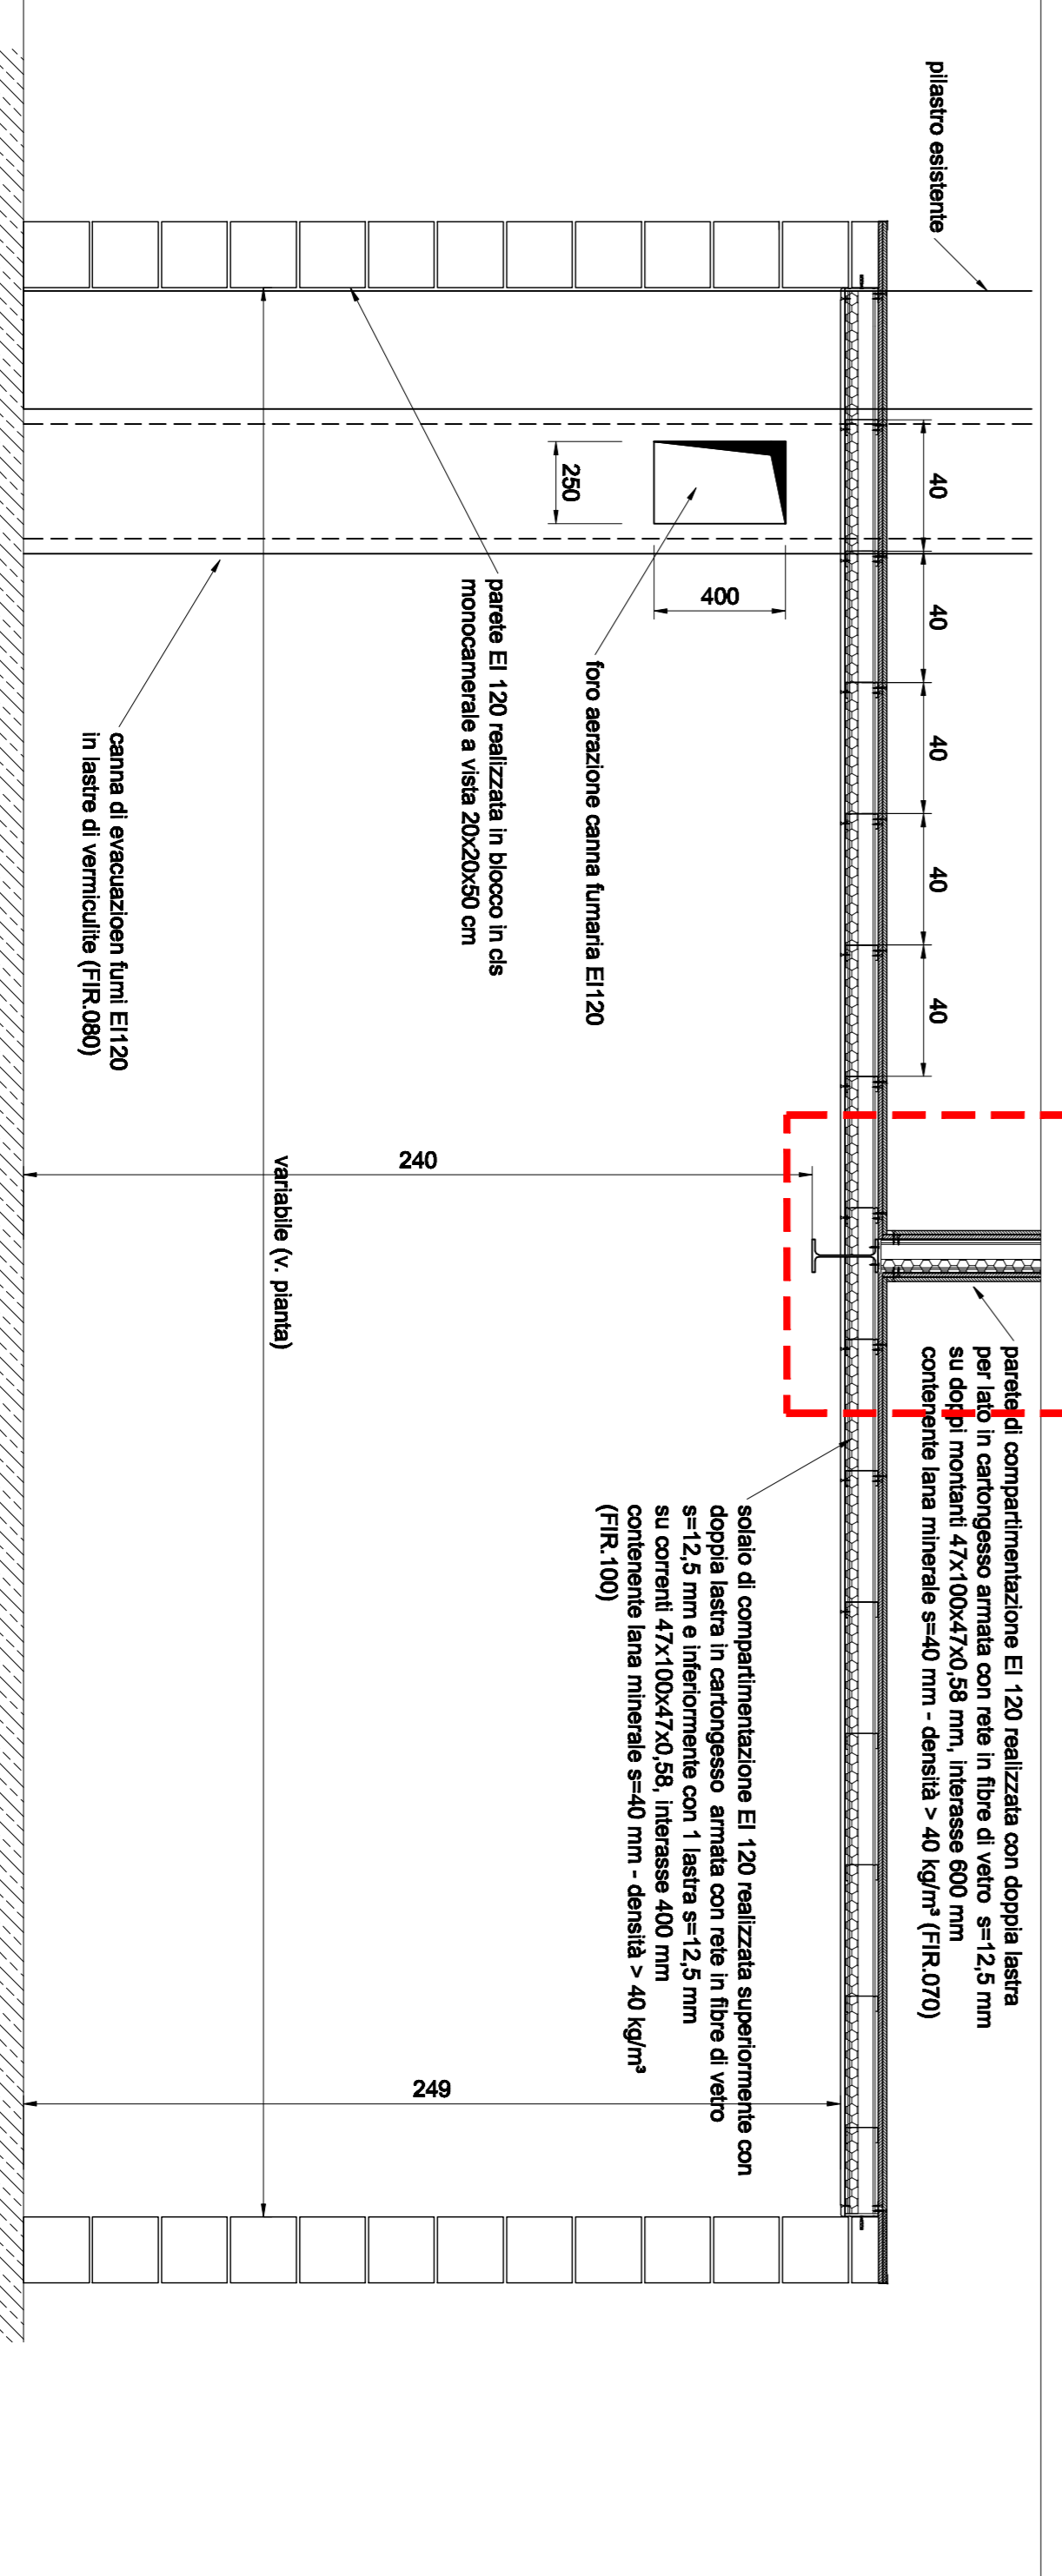 pilastro esistente
40
40
40
40
40
parete di compartimentazione EI 120 realizzata con doppia lastra
per lato in cartongesso armata con rete in fibre di vetro s=12,5 mm
su doppi montanti 47x100x47x0,58 mm, interasse 600 mm
contenente lana minerale s=40 mm - densità > 40 kg/m³ (FIR.070)
solaio di compartimentazione EI 120 realizzata superiormente con
doppia lastra in cartongesso armata con rete in fibre di vetro
s=12,5 mm e inferiormente con 1 lastra s=12,5 mm
su correnti 47x100x47x0,58, interasse 400 mm
contenente lana minerale s=40 mm - densità > 40 kg/m³
(FIR.100)
400
250
foro aerazione canna fumaria EI120
parete EI 120 realizzata in blocco in cls
monocamerale a vista 20x20x50 cm
240
249
variabile (v. pianta)
canna di evacuazioen fumi EI120
in lastre di vermiculite (FIR.080)